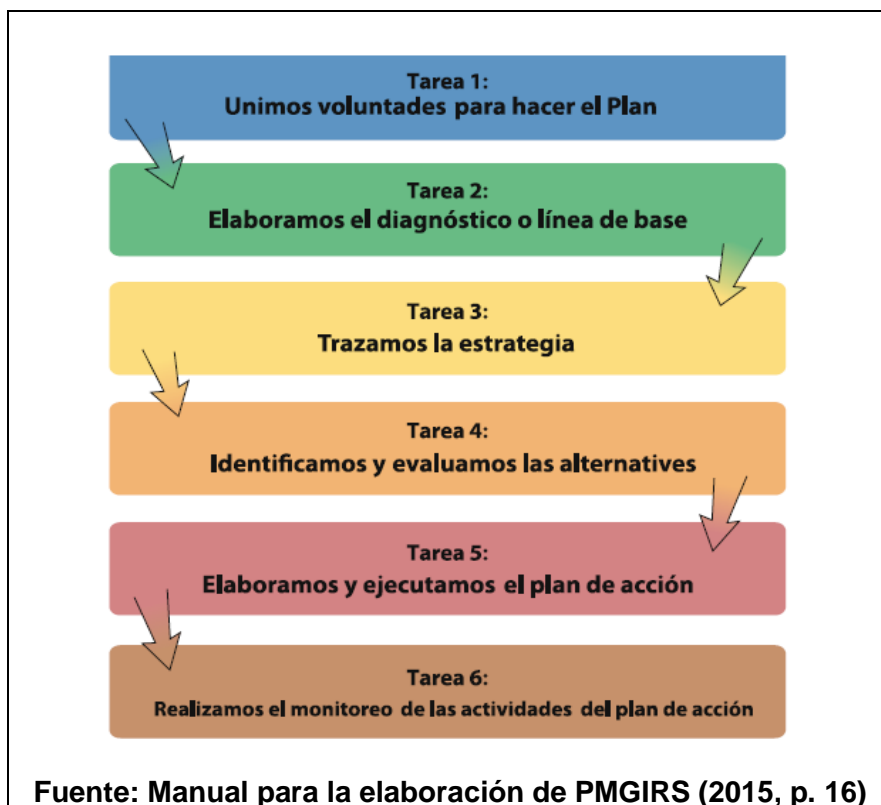 Tarea 1:
Unimos voluntades para hacer el Plan
Tarea 2:
Elaboramos el diagnóstico o línea de base
Tarea 3:
Trazamos la estrategia
Tarea 4:
Identificamos y evaluamos las alternatives
Tarea 5:
Elaboramos y ejecutamos el plan de acción
Tarea 6:
Realizamos el monitoreo de las actividades del plan de acción
Fuente: Manual para la elaboración de PMGIRS (2015, p. 16)